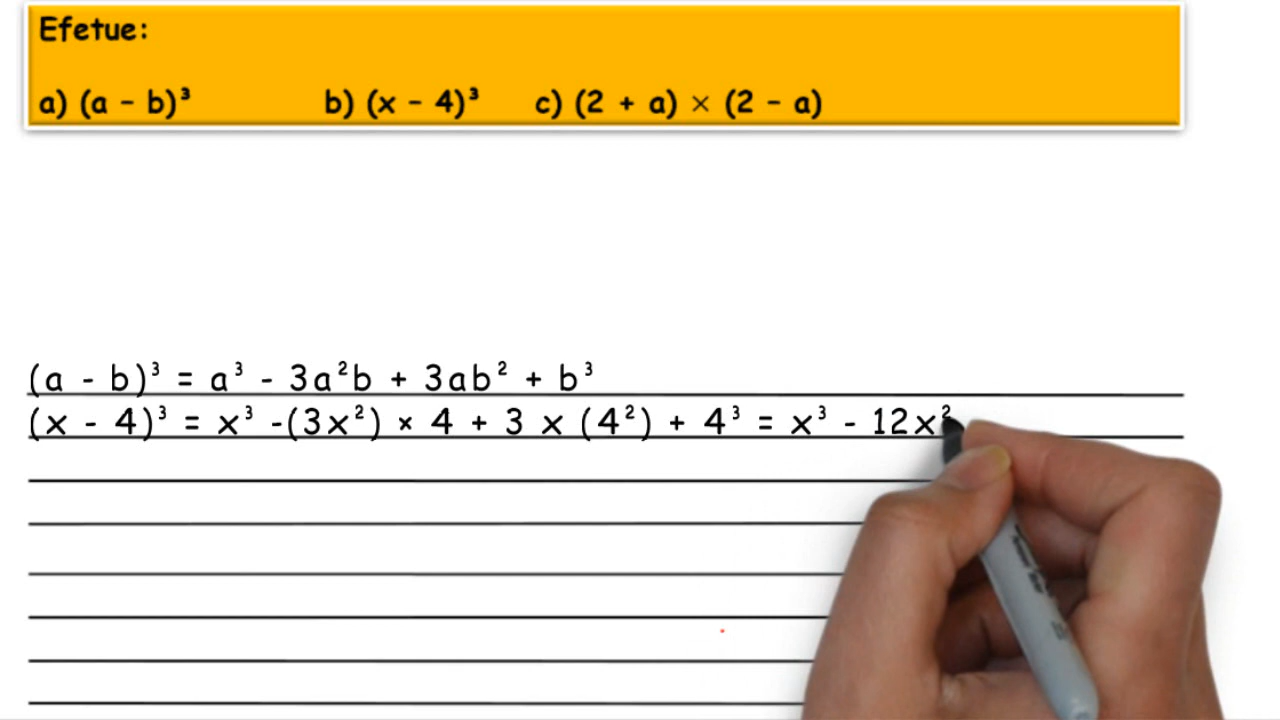 Efetue:
a) (a - b)³ b) (x - 4)³ c) (2 + a) × (2 - a)
(a - b)³ = a³ - 3a²b + 3ab² + b³
(x - 4)³ = x³ -(3x²) × 4 + 3 x (4²) + 4³ = x³ - 12x²